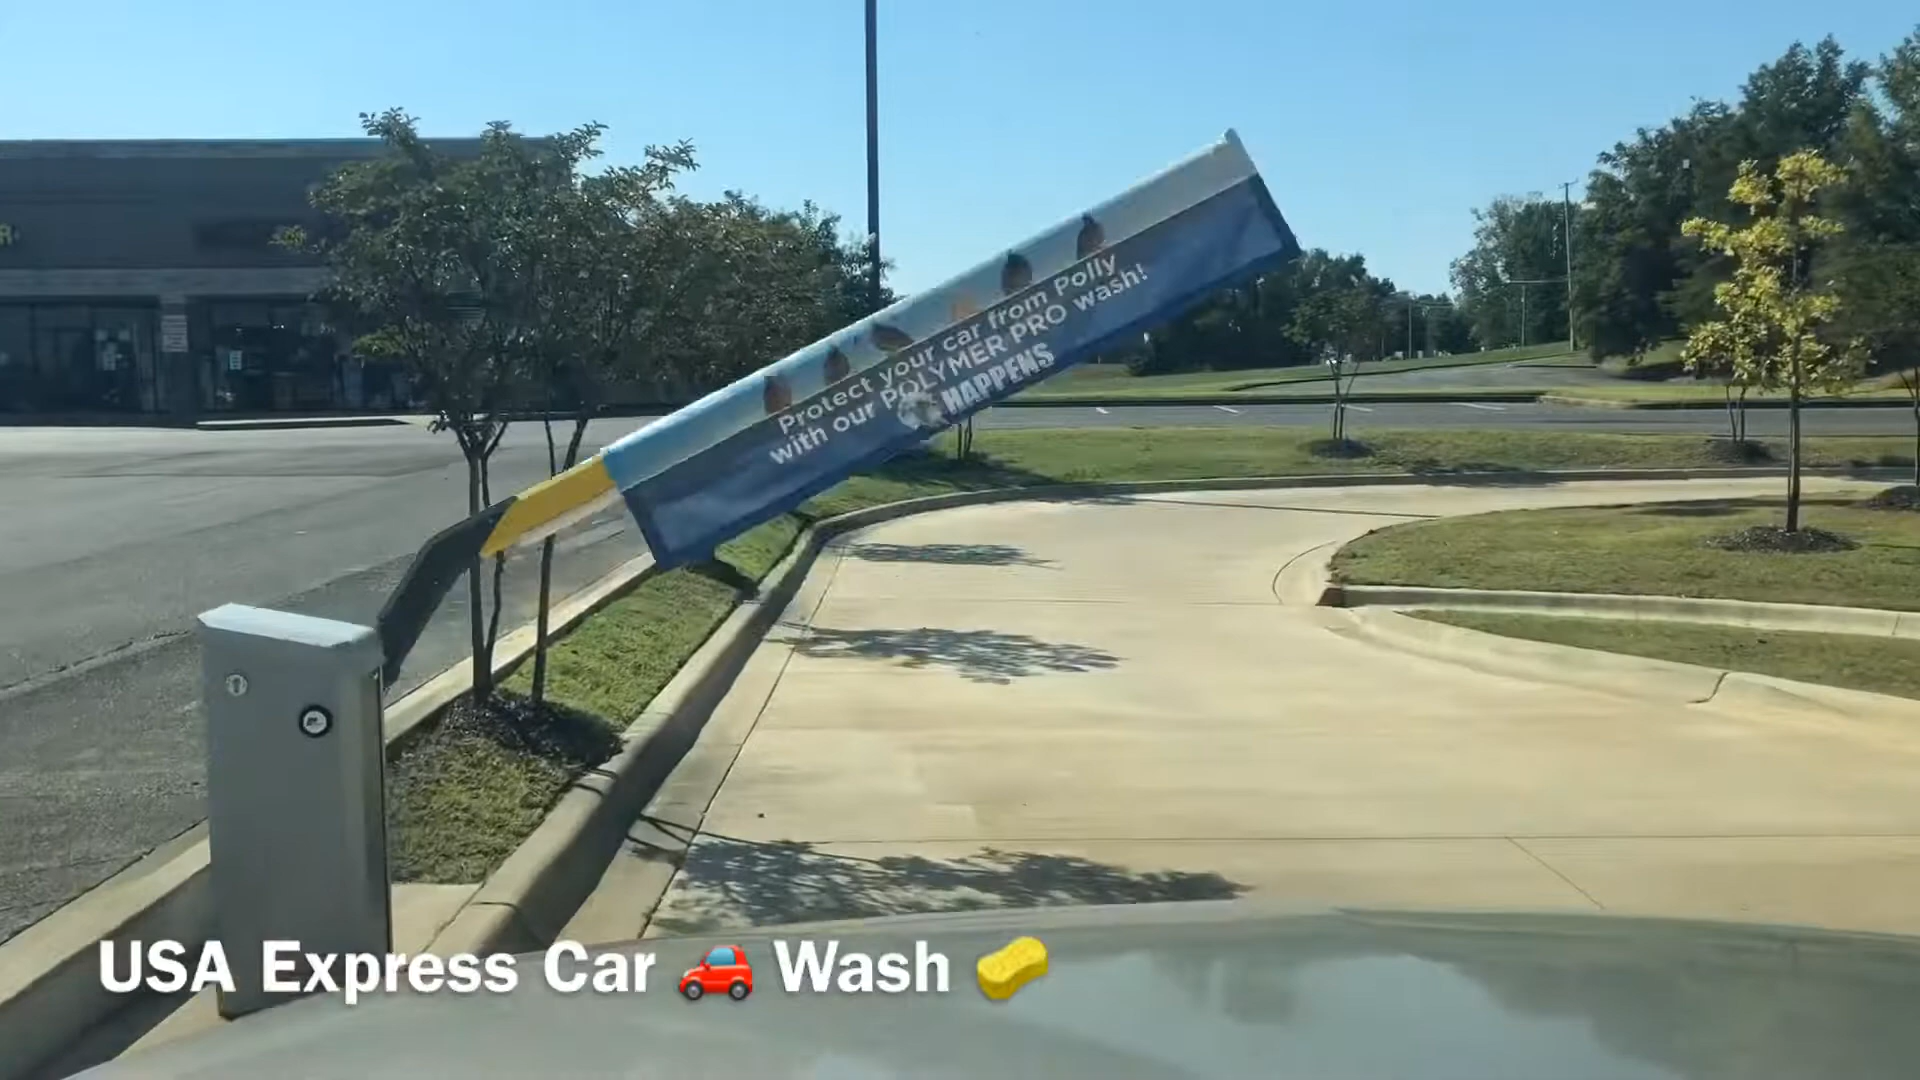 Protect your car from Polly
with our POLYMER PRO wash!
HAPPENS
USA Express Car 🚗 Wash 🧽